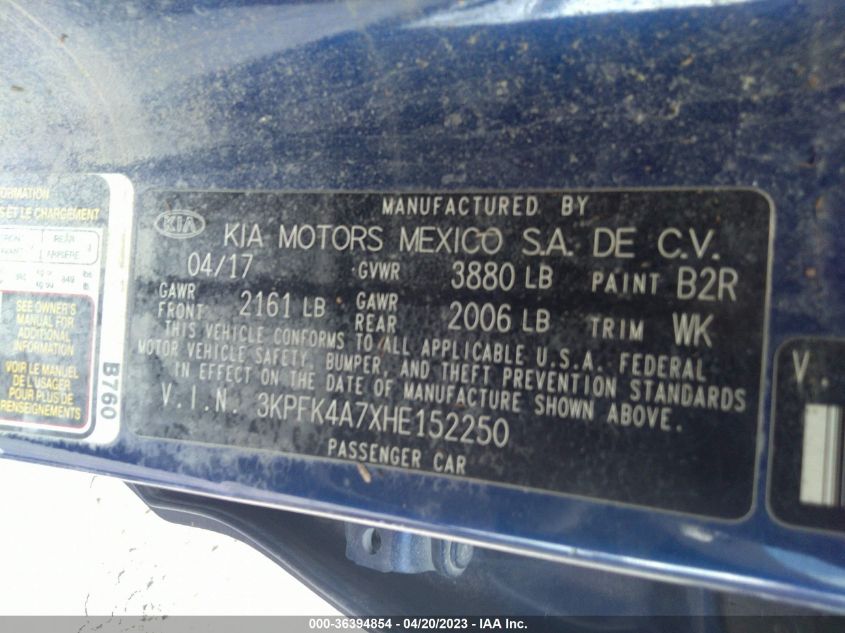 MANUFACTURED BY
KIA
KIA MOTORS MEXICO S.A. DE C.V.
04/17 GVWR 3880 LB PAINT B2R
GAWR FRONT 2161 LB GAWR REAR 2006 LB TRIM WK
THIS VEHICLE CONFORMS TO ALL APPLICABLE U.S.A. FEDERAL
MOTOR VEHICLE SAFETY, BUMPER, AND THEFT PREVENTION STANDARDS
IN EFFECT ON THE DATE OF MANUFACTURE SHOWN ABOVE.
V.I.N. 3KPFK4A7XHE152250
PASSENGER CAR
ET LE CHARGEMENT
SEE OWNER'S
MANUAL FOR
ADDITIONAL
INFORMATION
VOIR LE MANUEL
DE L'USAGER
POUR PLUS DE
RENSEIGNEMENTS
B760
V.
000-36394854 - 04/20/2023 - IAA Inc.